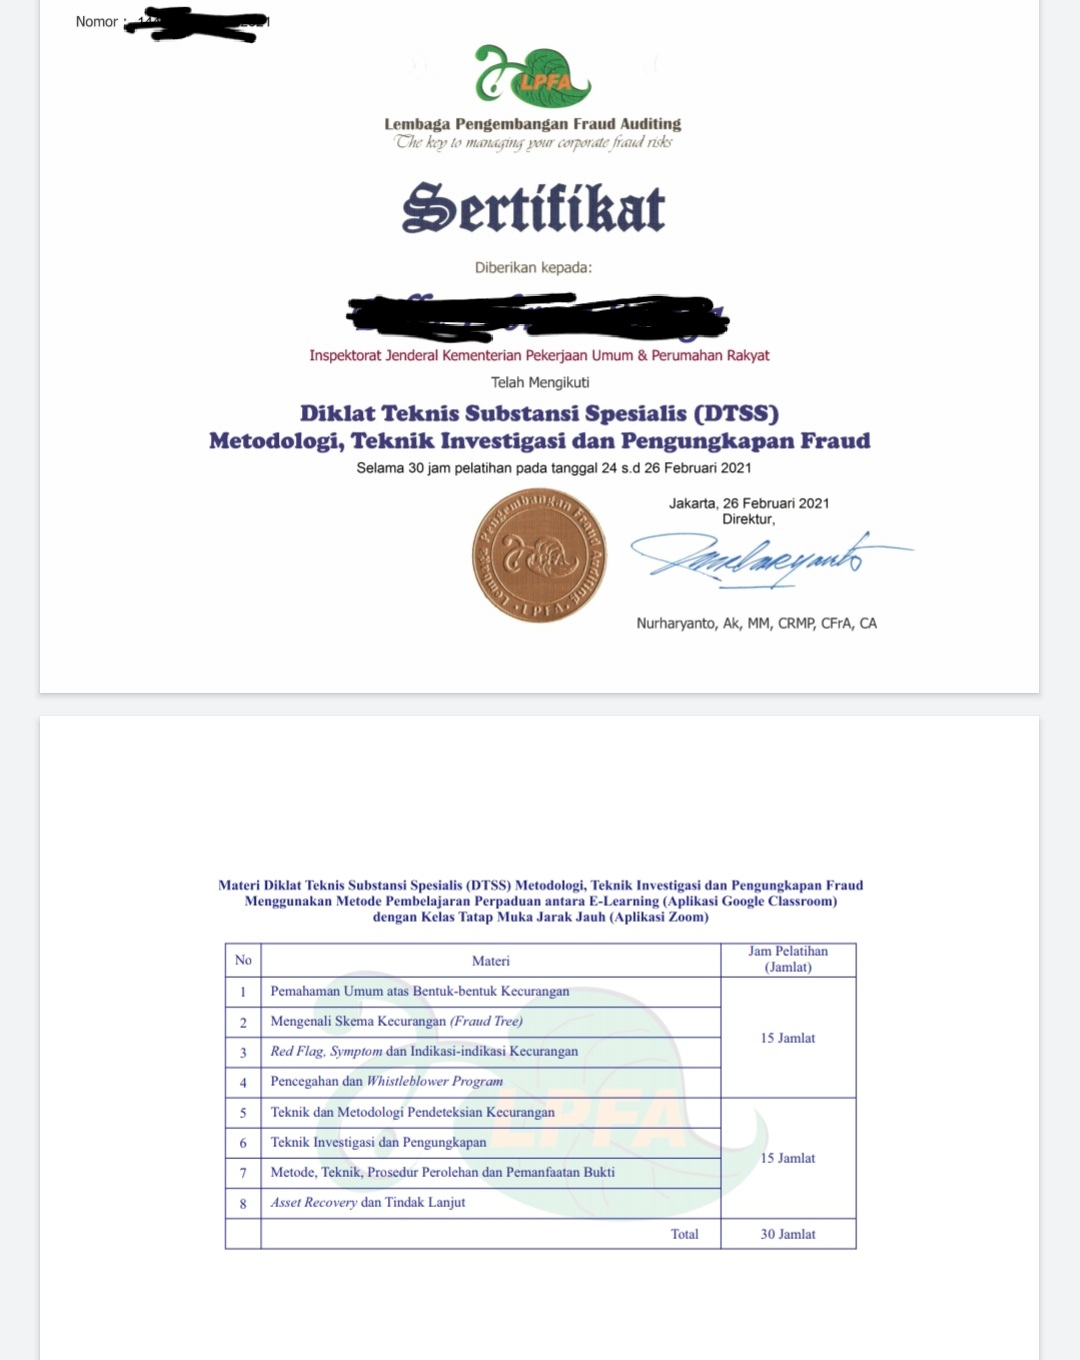 Nomor :
LPFA
Lembaga Pengembangan Fraud Auditing
The key to managing your corporate fraud risks
Sertifikat
Diberikan kepada:
Inspektorat Jenderal Kementerian Pekerjaan Umum & Perumahan Rakyat
Telah Mengikuti
Diklat Teknis Substansi Spesialis (DTSS)
Metodologi, Teknik Investigasi dan Pengungkapan Fraud
Selama 30 jam pelatihan pada tanggal 24 s.d 26 Februari 2021
Lembaga Pengembangan Fraud Auditing
LPFA
LPFA
Jakarta, 26 Februari 2021
Direktur,
Nurharyanto, Ak, MM, CRMP, CFrA, CA
Materi Diklat Teknis Substansi Spesialis (DTSS) Metodologi, Teknik Investigasi dan Pengungkapan Fraud
Menggunakan Metode Pembelajaran Perpaduan antara E-Learning (Aplikasi Google Classroom)
dengan Kelas Tatap Muka Jarak Jauh (Aplikasi Zoom)
No Materi Jam Pelatihan (Jamlat)
1 Pemahaman Umum atas Bentuk-bentuk Kecurangan
2 Mengenali Skema Kecurangan (Fraud Tree)
3 Red Flag, Symptom dan Indikasi-indikasi Kecurangan
4 Pencegahan dan Whistleblower Program
15 Jamlat
5 Teknik dan Metodologi Pendeteksian Kecurangan
6 Teknik Investigasi dan Pengungkapan
7 Metode, Teknik, Prosedur Perolehan dan Pemanfaatan Bukti
8 Asset Recovery dan Tindak Lanjut
15 Jamlat
Total 30 Jamlat
LPFA